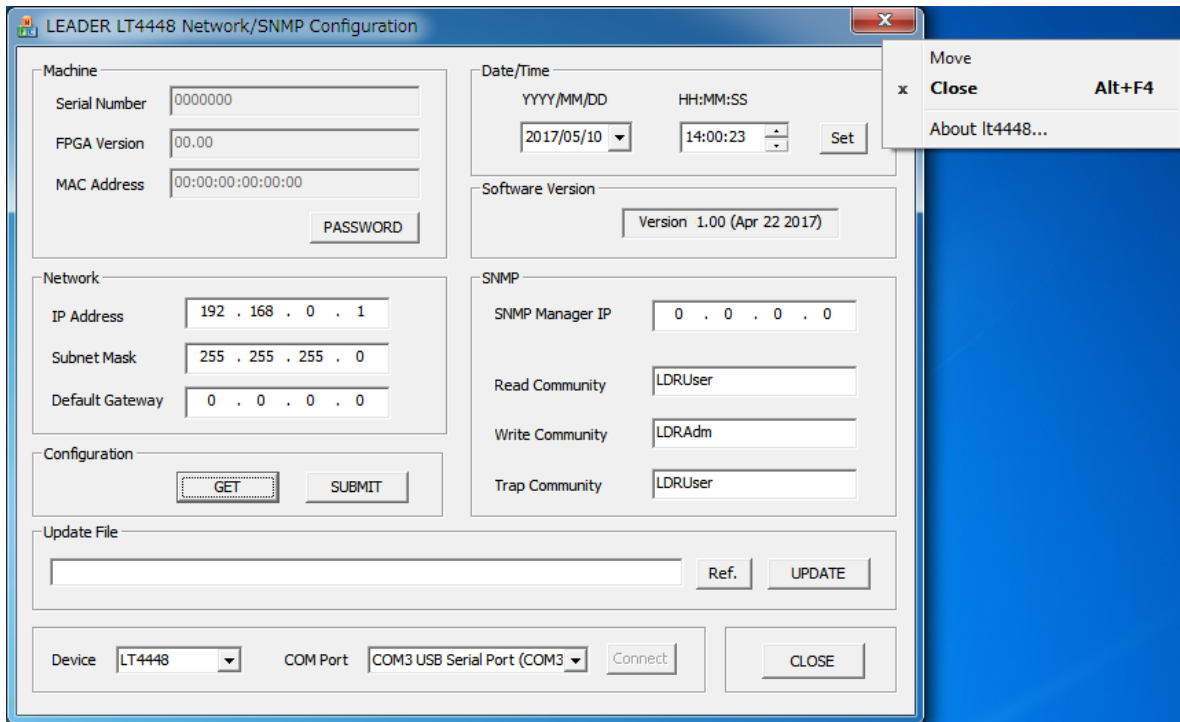 LEADER LT4448 Network/SNMP Configuration
x
Move
x Close Alt+F4
About lt4448...
Machine
Serial Number 0000000
FPGA Version 00.00
MAC Address 00:00:00:00:00:00
PASSWORD
Date/Time
YYYY/MM/DD HH:MM:SS
2017/05/10 14:00:23 Set
Software Version
Version 1.00 (Apr 22 2017)
Network
IP Address 192 . 168 . 0 . 1
Subnet Mask 255 . 255 . 255 . 0
Default Gateway 0 . 0 . 0 . 0
SNMP
SNMP Manager IP 0 . 0 . 0 . 0
Read Community LDRUser
Write Community LDRAdm
Trap Community LDRUser
Configuration
GET SUBMIT
Update File
Ref. UPDATE
Device LT4448 COM Port COM3 USB Serial Port (COM3 Connect CLOSE